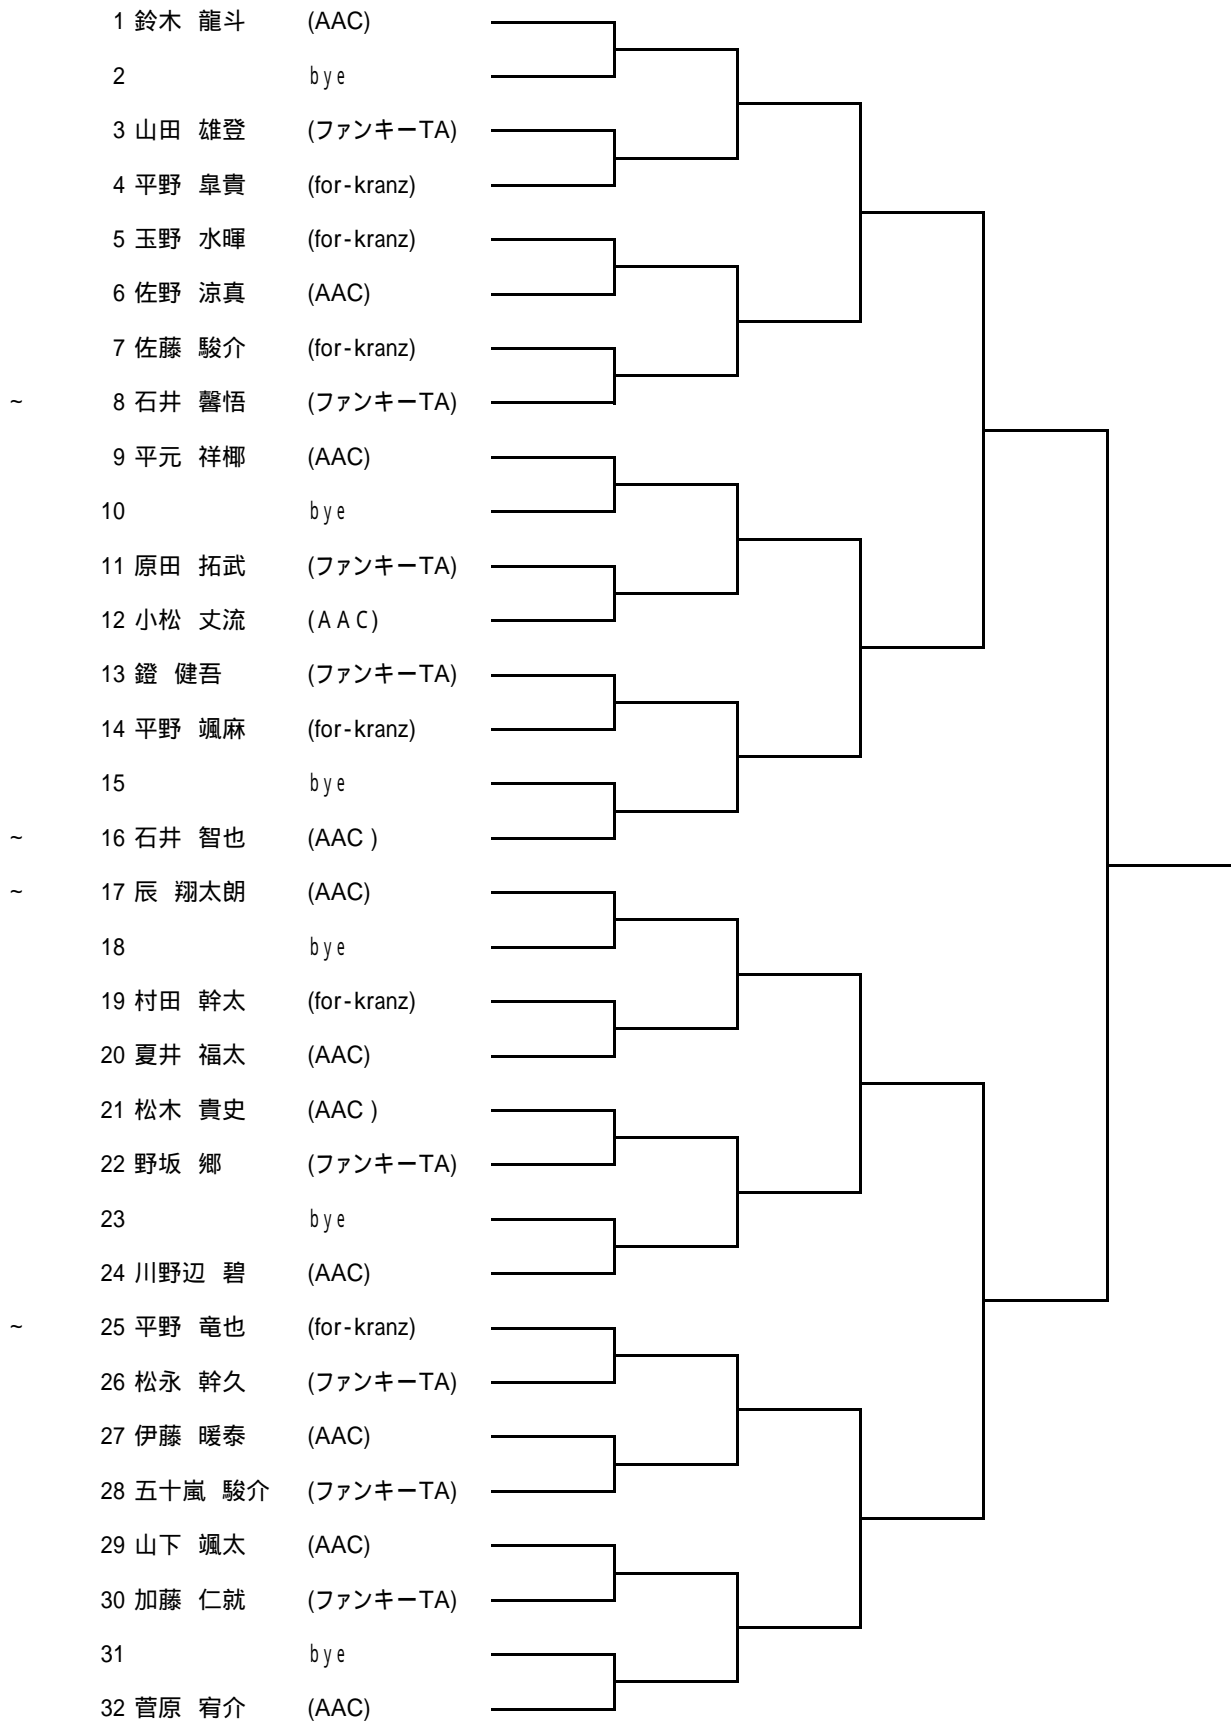 1 鈴木 龍斗 (AAC)
2 bye
3 山田 雄登 (ファンキーTA)
4 平野 皐貴 (for-kranz)
5 玉野 水暉 (for-kranz)
6 佐野 涼真 (AAC)
7 佐藤 駿介 (for-kranz)
~ 8 石井 馨悟 (ファンキーTA)
9 平元 祥椰 (AAC)
10 bye
11 原田 拓武 (ファンキーTA)
12 小松 丈流 (AAC)
13 鐙 健吾 (ファンキーTA)
14 平野 颯麻 (for-kranz)
15 bye
~ 16 石井 智也 (AAC )
~ 17 辰 翔太朗 (AAC)
18 bye
19 村田 幹太 (for-kranz)
20 夏井 福太 (AAC)
21 松木 貴史 (AAC )
22 野坂 郷 (ファンキーTA)
23 bye
24 川野辺 碧 (AAC)
~ 25 平野 竜也 (for-kranz)
26 松永 幹久 (ファンキーTA)
27 伊藤 暖泰 (AAC)
28 五十嵐 駿介 (ファンキーTA)
29 山下 颯太 (AAC)
30 加藤 仁就 (ファンキーTA)
31 bye
32 菅原 宥介 (AAC)